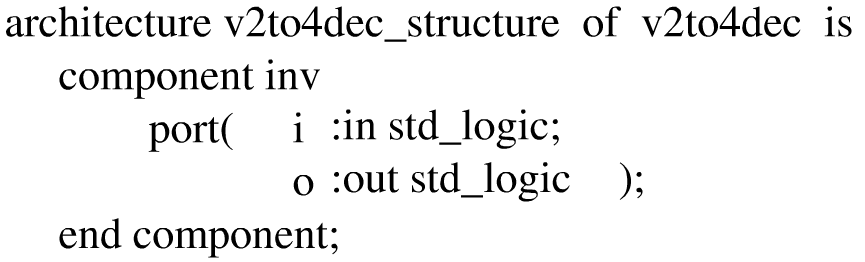 architecture v2to4dec_structure of v2to4dec is
component inv
port( i :in std_logic;
o :out std_logic );
end component;